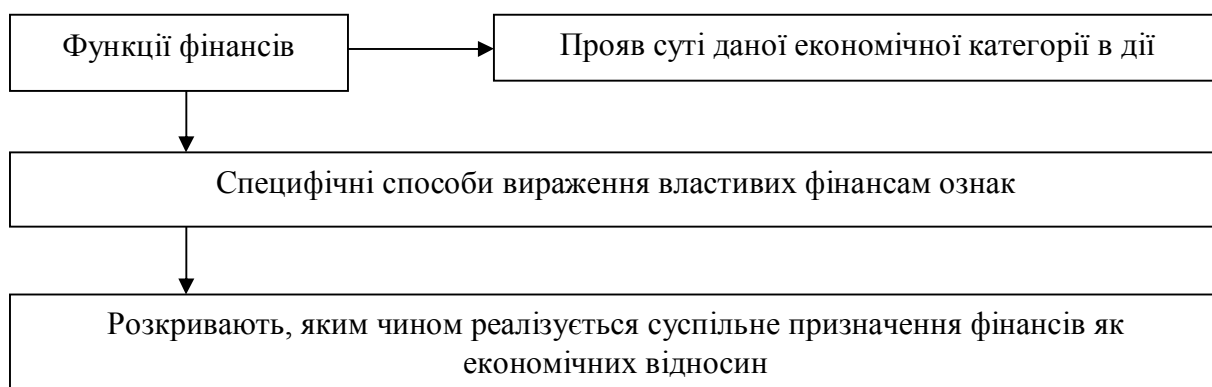 Функції фінансів
Прояв суті даної економічної категорії в дії
Специфічні способи вираження властивих фінансам ознак
Розкривають, яким чином реалізується суспільне призначення фінансів як
економічних відносин